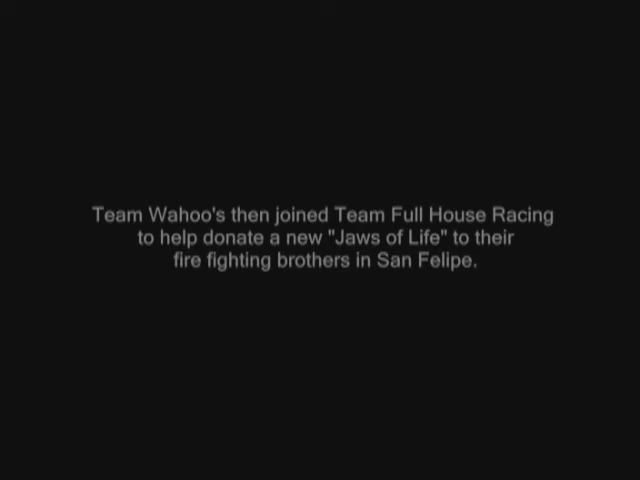 Team Wahoo's then joined Team Full House Racing
to help donate a new "Jaws of Life" to their
fire fighting brothers in San Felipe.